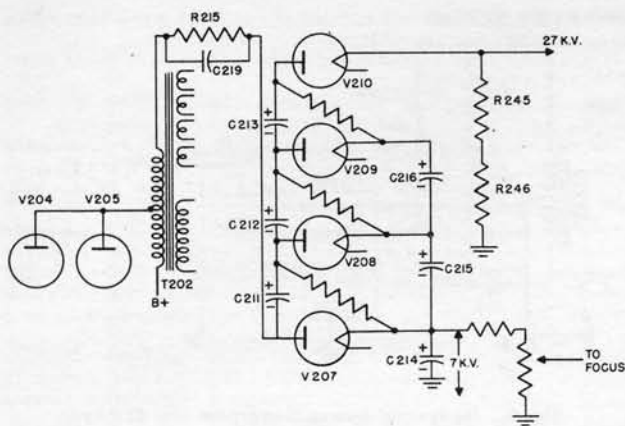 R215
C219
V210
27 K.V.
R245
C213
V209
C216
R246
V204
V205
C212
V208
C215
T202
B+
C211
V207
C214
7 K.V.
TO
FOCUS
+
-
+
-
+
-
+
-
+
-
+
-